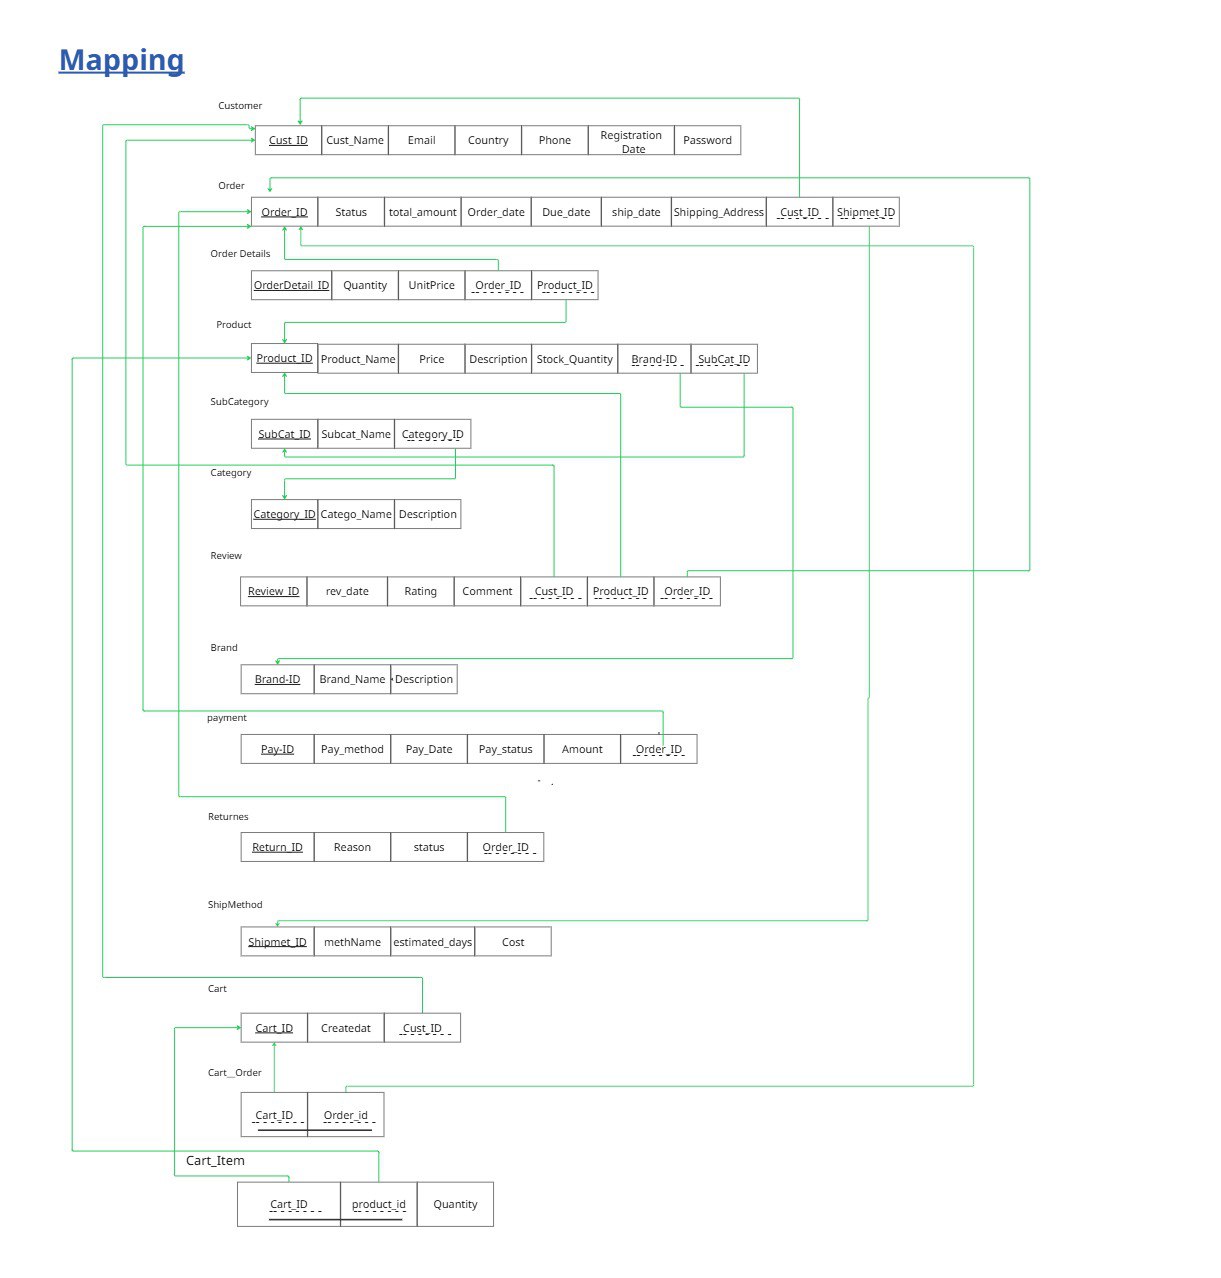 Mapping
Customer
Cust_ID Cust_Name Email Country Phone Registration Date Password
Order
Order_ID Status total_amount Order_date Due_date ship_date Shipping_Address Cust_ID Shipmet_ID
Order Details
OrderDetail_ID Quantity UnitPrice Order_ID Product_ID
Product
Product_ID Product_Name Price Description Stock_Quantity Brand-ID SubCat_ID
SubCategory
SubCat_ID Subcat_Name Category_ID
Category
Category_ID Catego_Name Description
Review
Review_ID rev_date Rating Comment Cust_ID Product_ID Order_ID
Brand
Brand-ID Brand_Name Description
payment
Pay-ID Pay_method Pay_Date Pay_status Amount Order_ID
Returnes
Return_ID Reason status Order_ID
ShipMethod
Shipmet_ID methName estimated_days Cost
Cart
Cart_ID Createdat Cust_ID
Cart__Order
Cart_ID Order_id
Cart_Item
Cart_ID product_id Quantity